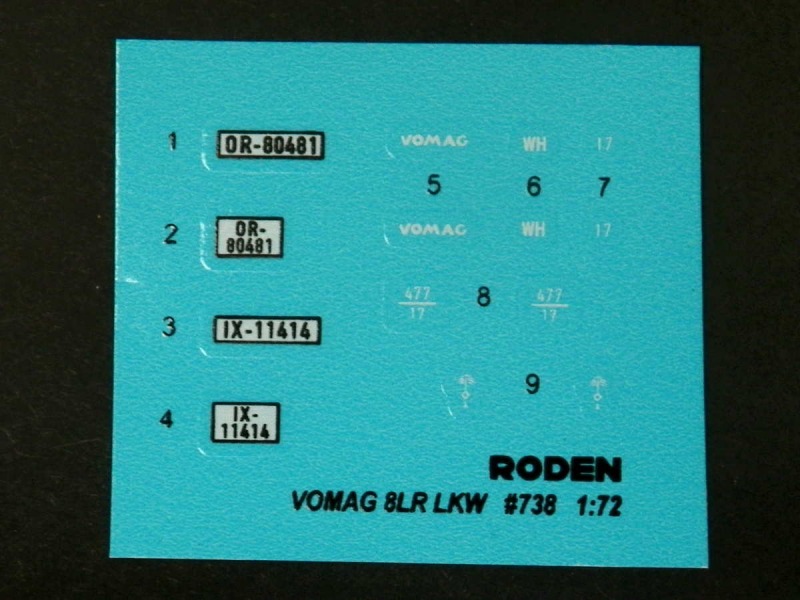 1 OR-80481 VOMAG WH 17
5 6 7
2 OR-
80481 VOMAG WH 17
477
17 8 477
17
3 IX-11414
9
4 IX-
11414
RODEN
VOMAG 8LR LKW #738 1:72